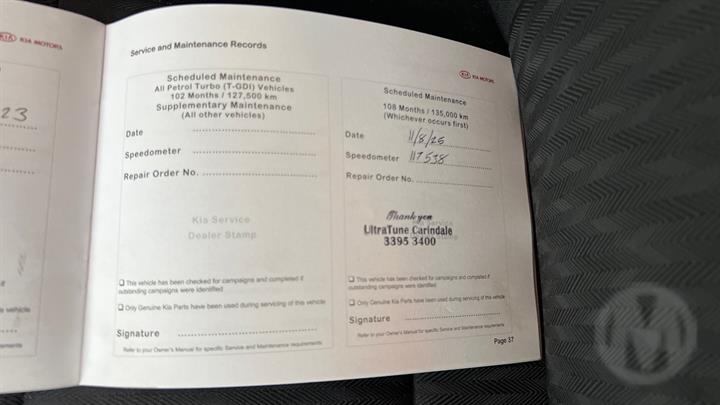 KIA KIA MOTORS
23
Service and Maintenance Records
Scheduled Maintenance
All Petrol Turbo (T-GDI) Vehicles
102 Months / 127,500 km
Supplementary Maintenance
(All other vehicles)
Date
Speedometer
Repair Order No.
Kia Service
Dealer Stamp
❑ This vehicle has been checked for campaigns and completed if
outstanding campaigns were identified
❑ Only Genuine Kia Parts have been used during servicing of this vehicle
Signature
Refer to your Owner's Manual for specific Service and Maintenance requirements
KIA KIA MOTORS
Scheduled Maintenance
108 Months / 135,000 km
(Whichever occurs first)
Date 11/8/25
Speedometer 117538
Repair Order No.
Kia Service
Stamp
Thank you
UltraTune Carindale
3395 3400
❑ This vehicle has been checked for campaigns and completed if
outstanding campaigns were identified
❑ Only Genuine Kia Parts have been used during servicing of this vehicle
Signature
Refer to your Owner's Manual for specific Service and Maintenance requirements
Page 37
vehicle
M